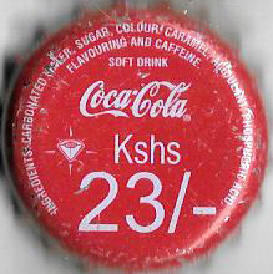 INGREDIENTS: CARBONATED WATER, SUGAR, COLOUR/CARAMEL,
FLAVOURING AND CAFFEINE
SOFT DRINK
Coca-Cola
Kshs
23/-